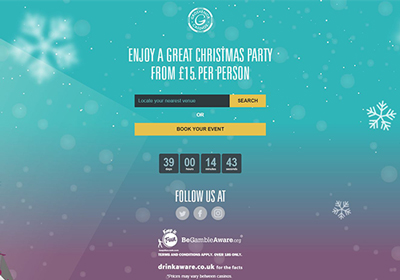 G
ENJOY A GREAT CHRISTMAS PARTY
FROM £15 PER PERSON
Locate your nearest venue
SEARCH
OR
BOOK YOUR EVENT
39 00 14 43
FOLLOW US AT
BeGambleAware.org
TERMS AND CONDITIONS APPLY. OVER 18S ONLY.
drinkaware.co.uk for the facts
*Prices may vary between casinos.